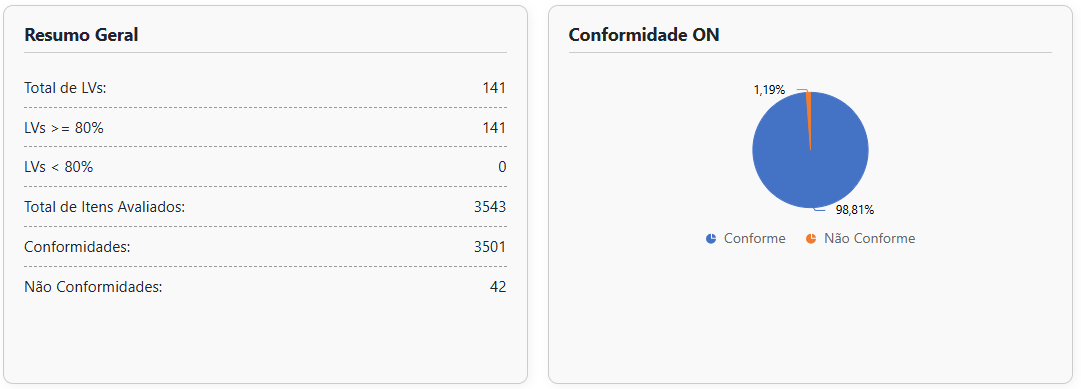 Resumo Geral
Total de LVs: 141
LVs >= 80% 141
LVs < 80% 0
Total de Itens Avaliados: 3543
Conformidades: 3501
Não Conformidades: 42
Conformidade ON
1,19%
98,81%
Conforme Não Conforme